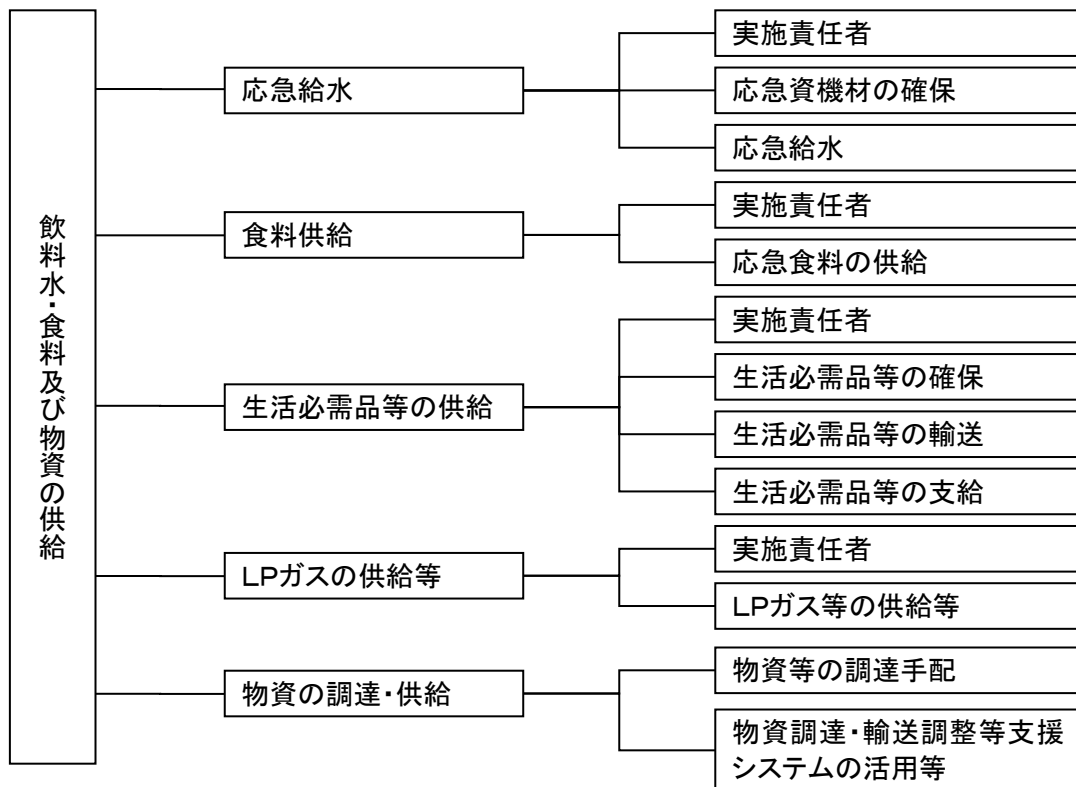 飲料水・食料及び物資の供給
応急給水
実施責任者
応急資機材の確保
応急給水
食料供給
実施責任者
応急食料の供給
生活必需品等の供給
実施責任者
生活必需品等の確保
生活必需品等の輸送
生活必需品等の支給
LPガスの供給等
実施責任者
LPガス等の供給等
物資の調達・供給
物資等の調達手配
物資調達・輸送調整等支援
システムの活用等